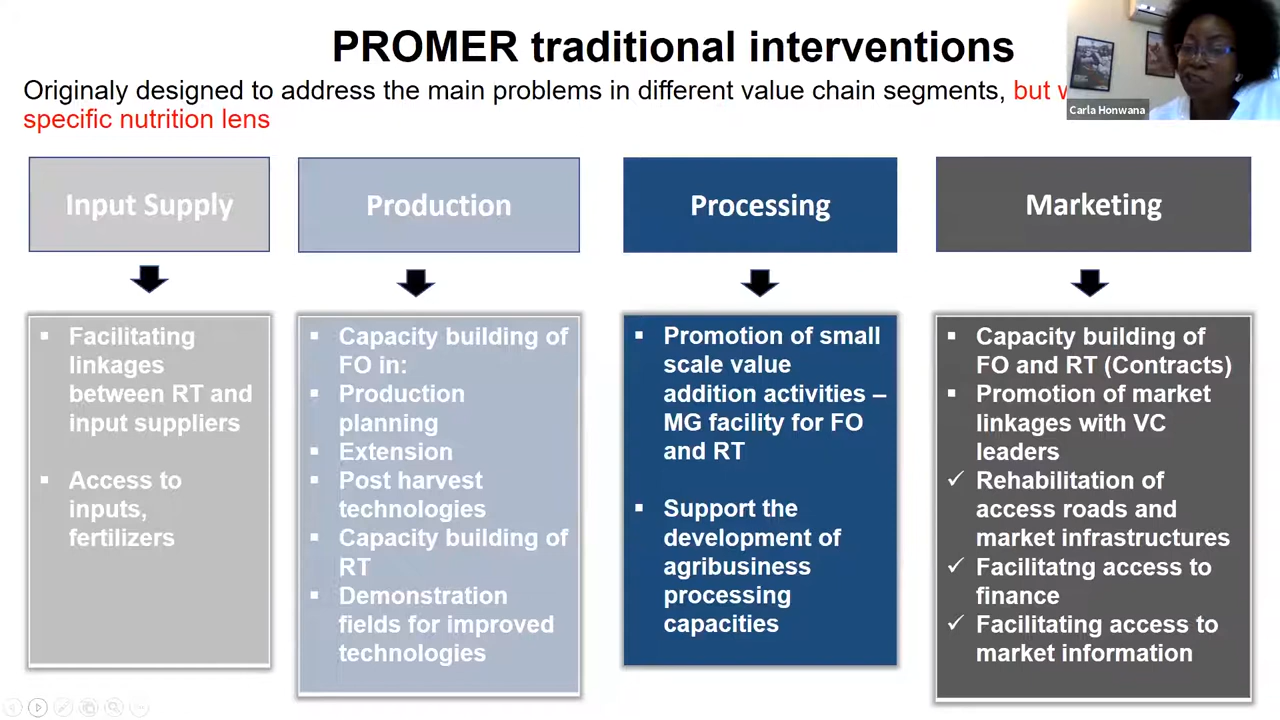 PROMER traditional interventions
Originaly designed to address the main problems in different value chain segments, but
specific nutrition lens
Carla Honwana
Input Supply
Production
Processing
Marketing
▪ Facilitating
linkages
between RT and
input suppliers
▪ Access to
inputs,
fertilizers
▪ Capacity building of
FO in:
▪ Production
planning
▪ Extension
▪ Post harvest
technologies
▪ Capacity building of
RT
▪ Demonstration
fields for improved
technologies
▪ Promotion of small
scale value
addition activities –
MG facility for FO
and RT
▪ Support the
development of
agribusiness
processing
capacities
▪ Capacity building of
FO and RT (Contracts)
▪ Promotion of market
linkages with VC
leaders
✓ Rehabilitation of
access roads and
market infrastructures
✓ Facilitatng access to
finance
✓ Facilitating access to
market information